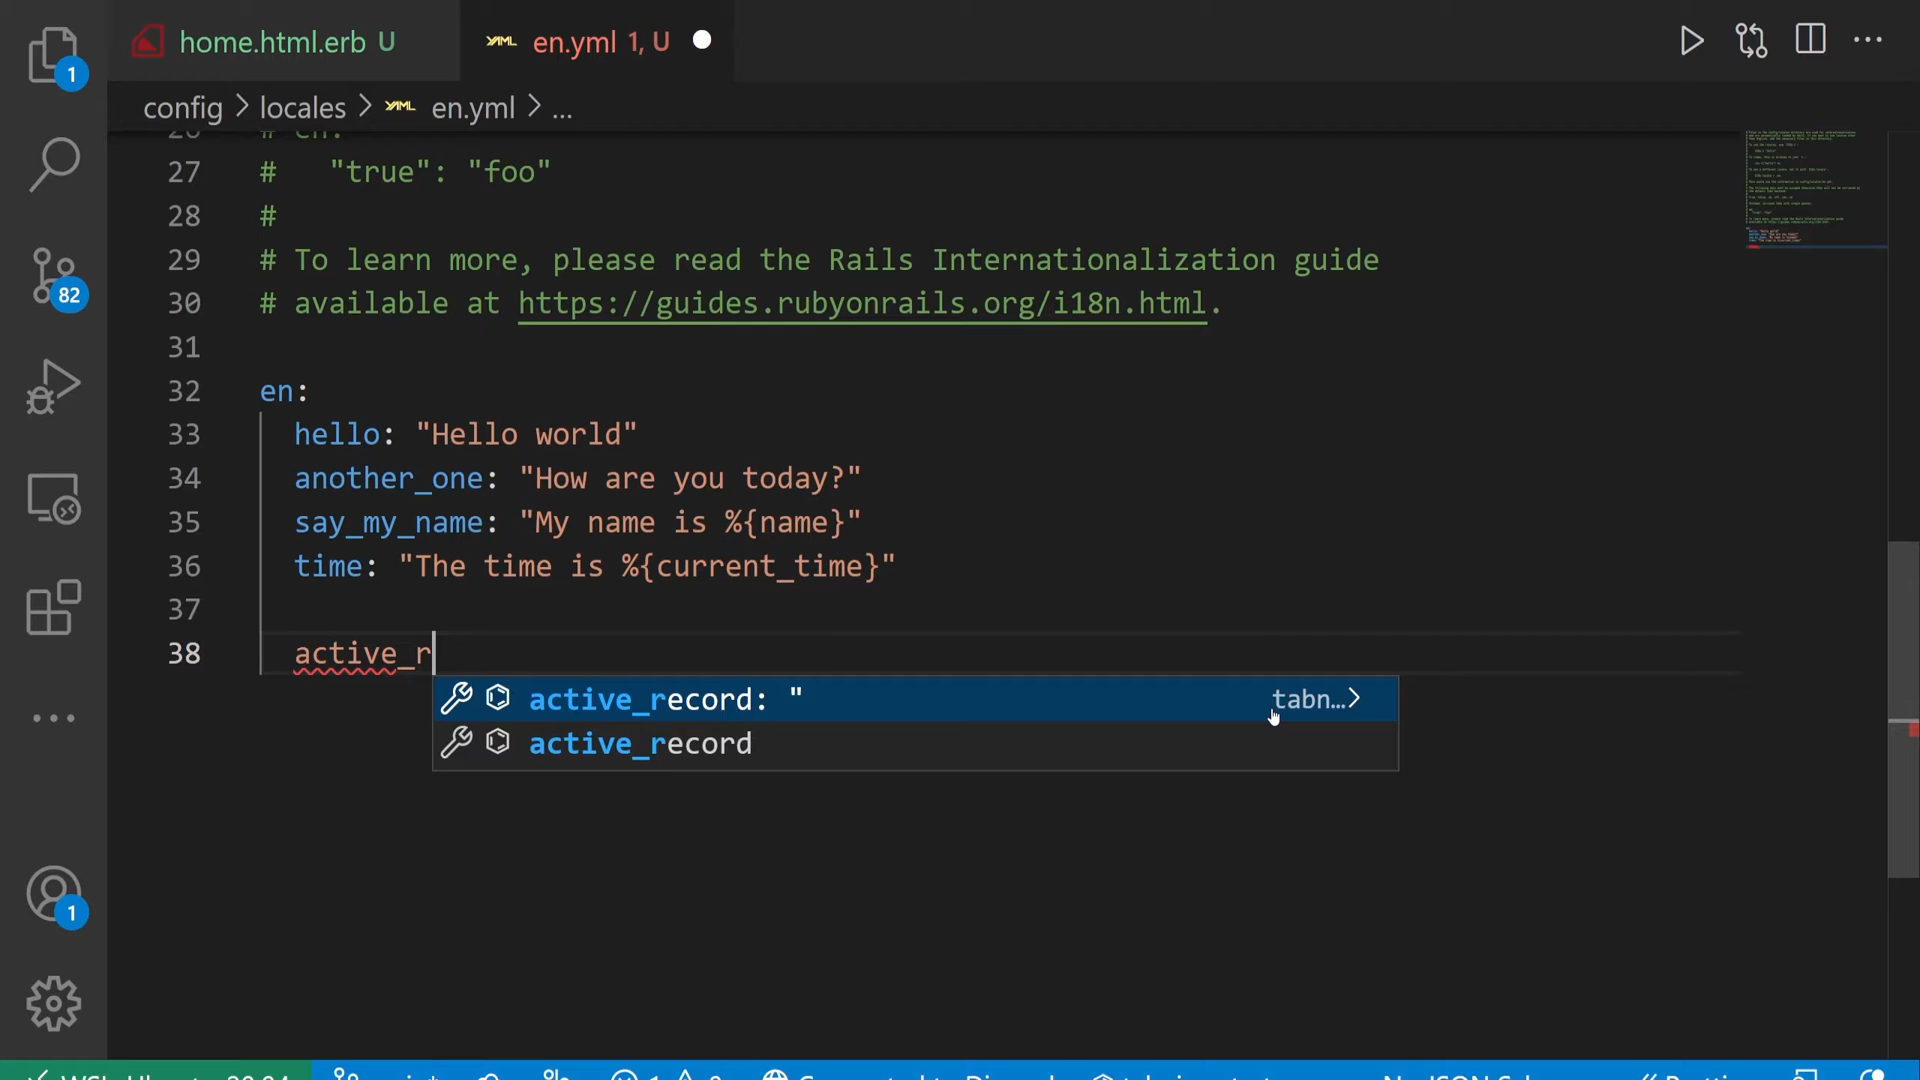 home.html.erb U
YAML en.yml 1, U
config > locales > YAML en.yml > ...
27 # "true": "foo"
28 #
29 # To learn more, please read the Rails Internationalization guide
30 # available at https://guides.rubyonrails.org/i18n.html.
31
32 en:
33 hello: "Hello world"
34 another_one: "How are you today?"
35 say_my_name: "My name is %{name}"
36 time: "The time is %{current_time}"
37
38 active_r
active_record: " tabn...>
active_record
1
82
1